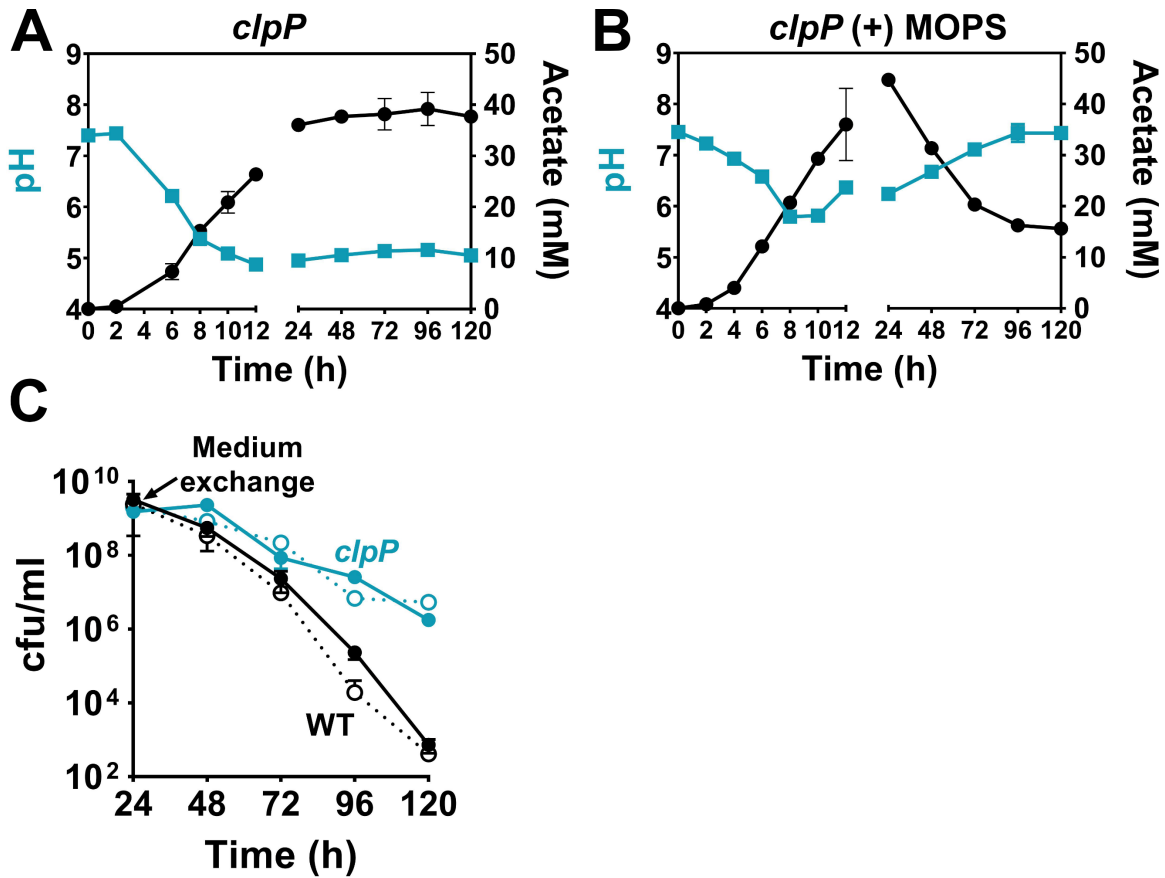 A
clpP
9
8
7
6
5
4
pH
50
40
30
20
10
0
Acetate (mM)
0 2 4 6 8 10 12 24 48 72 96 120
Time (h)
B
clpP (+) MOPS
9
8
7
6
5
4
pH
50
40
30
20
10
0
Acetate (mM)
0 2 4 6 8 10 12 24 48 72 96 120
Time (h)
C
Medium
exchange
10^10
10^8
10^6
10^4
10^2
cfu/ml
clpP
WT
24 48 72 96 120
Time (h)